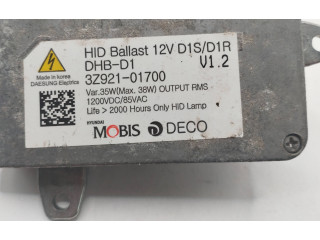 Made in korea
DAESUNG Electrics
HID Ballast 12V D1S/D1R
DHB-D1 V1.2
3Z921-01700
Var.35W(Max. 38W) OUTPUT RMS
1200VDC/85VAC
Life > 2000 Hours Only HID Lamp
HYUNDAI
MOBIS DECO